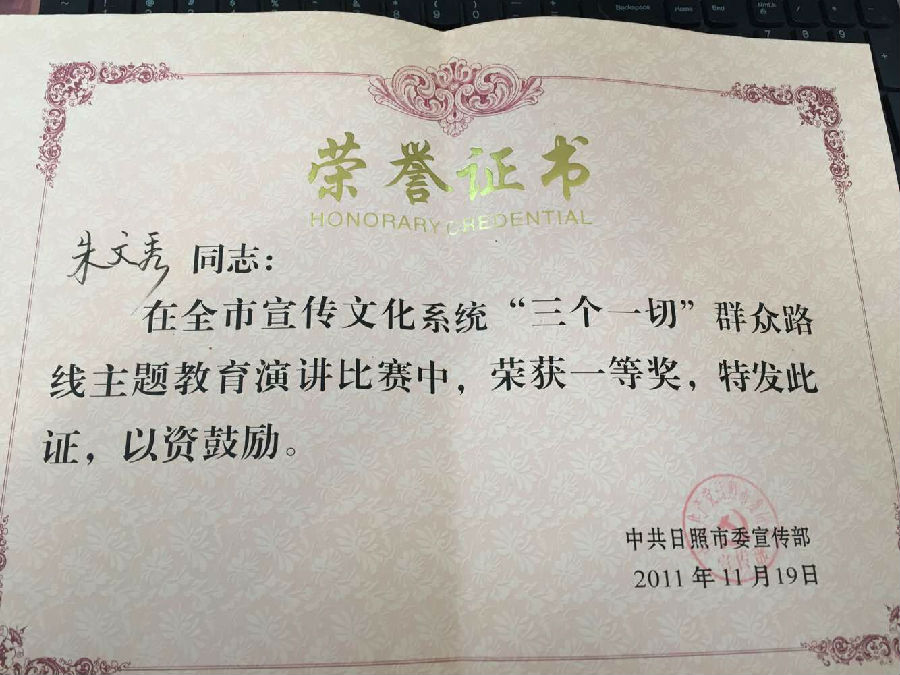 荣誉证书
HONORARY CREDENTIAL
朱文秀 同志：
在全市宣传文化系统“三个一切”群众路
线主题教育演讲比赛中，荣获一等奖，特发此
证，以资鼓励。
中共日照市委宣传部
2011年11月19日
Backspace
Home
End